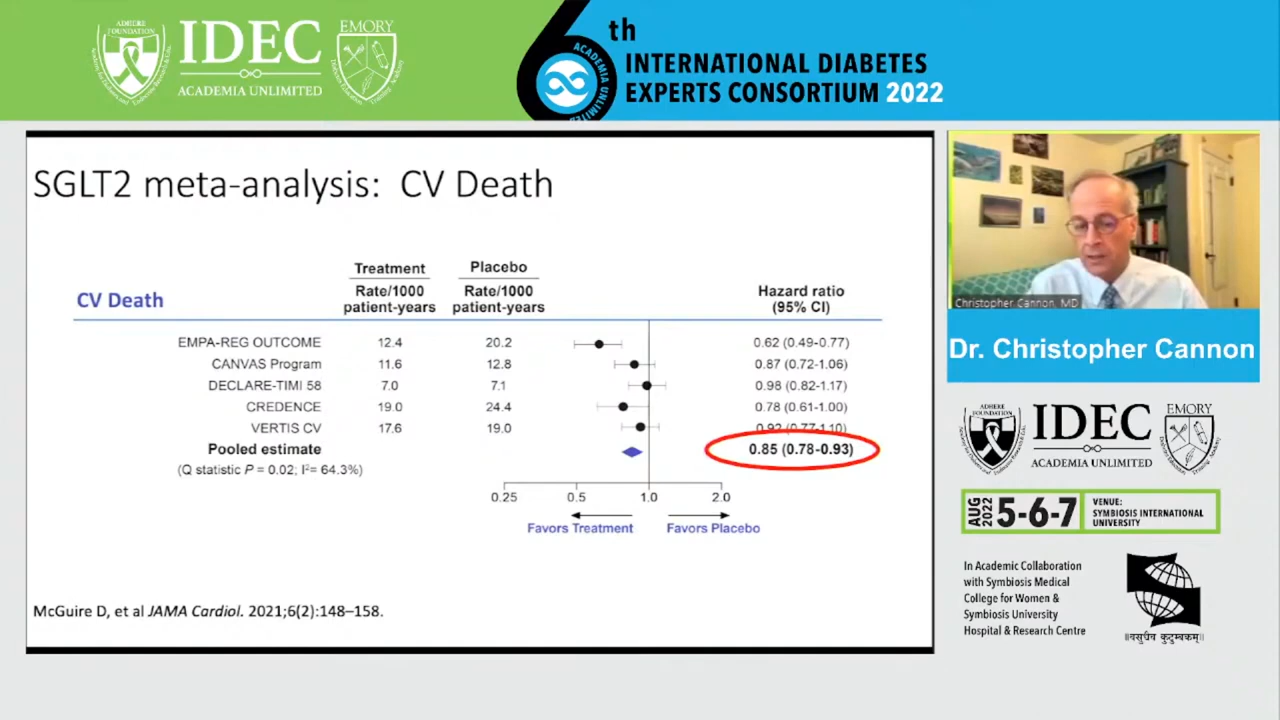 ADHERE
FOUNDATION
IDEC
ACADEMIA UNLIMITED
EMORY
6th
INTERNATIONAL DIABETES
EXPERTS CONSORTIUM 2022
ACADEMIA UNLIMITED
SGLT2 meta-analysis: CV Death
Treatment Placebo
CV Death Rate/1000 patient-years Rate/1000 patient-years Hazard ratio (95% CI)
EMPA-REG OUTCOME 12.4 20.2 0.62 (0.49-0.77)
CANVAS Program 11.6 12.8 0.87 (0.72-1.06)
DECLARE-TIMI 58 7.0 7.1 0.98 (0.82-1.17)
CREDENCE 19.0 24.4 0.78 (0.61-1.00)
VERTIS CV 17.6 19.0 0.92 (0.77-1.10)
Pooled estimate 0.85 (0.78-0.93)
(Q statistic P = 0.02; I²= 64.3%)
0.25 0.5 1.0 2.0
Favors Treatment Favors Placebo
McGuire D, et al JAMA Cardiol. 2021;6(2):148–158.
Christopher Cannon, MD
Dr. Christopher Cannon
ADHERE
FOUNDATION
IDEC
ACADEMIA UNLIMITED
EMORY
AUG 2022 5-6-7
VENUE:
SYMBIOSIS INTERNATIONAL
UNIVERSITY
In Academic Collaboration
with Symbiosis Medical
College for Women &
Symbiosis University
Hospital & Research Centre
॥वसुधैव कुटुम्बकम्॥